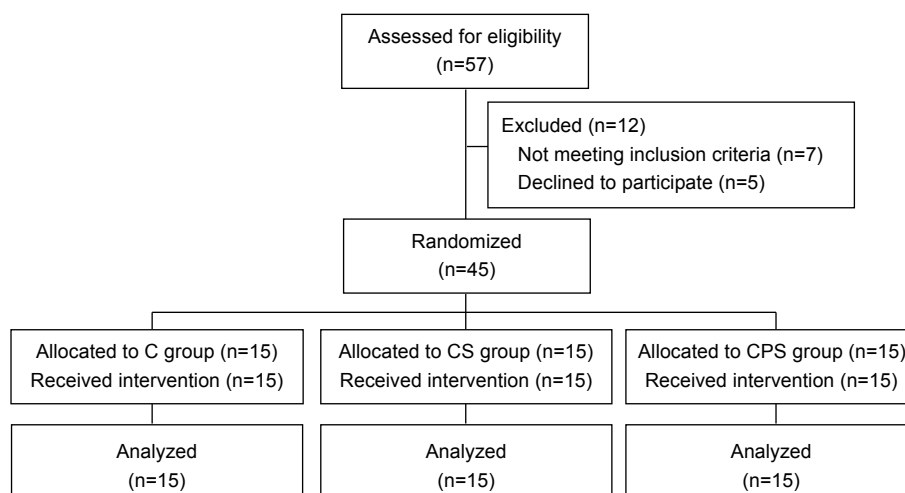 Assessed for eligibility
(n=57)
Excluded (n=12)
Not meeting inclusion criteria (n=7)
Declined to participate (n=5)
Randomized
(n=45)
Allocated to C group (n=15)
Received intervention (n=15)
Allocated to CS group (n=15)
Received intervention (n=15)
Allocated to CPS group (n=15)
Received intervention (n=15)
Analyzed
(n=15)
Analyzed
(n=15)
Analyzed
(n=15)